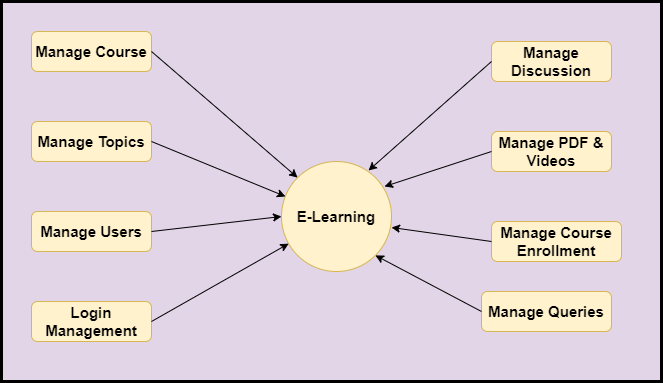 Manage Course
Manage Topics
Manage Users
Login
Management
E-Learning
Manage
Discussion
Manage PDF &
Videos
Manage Course
Enrollment
Manage Queries